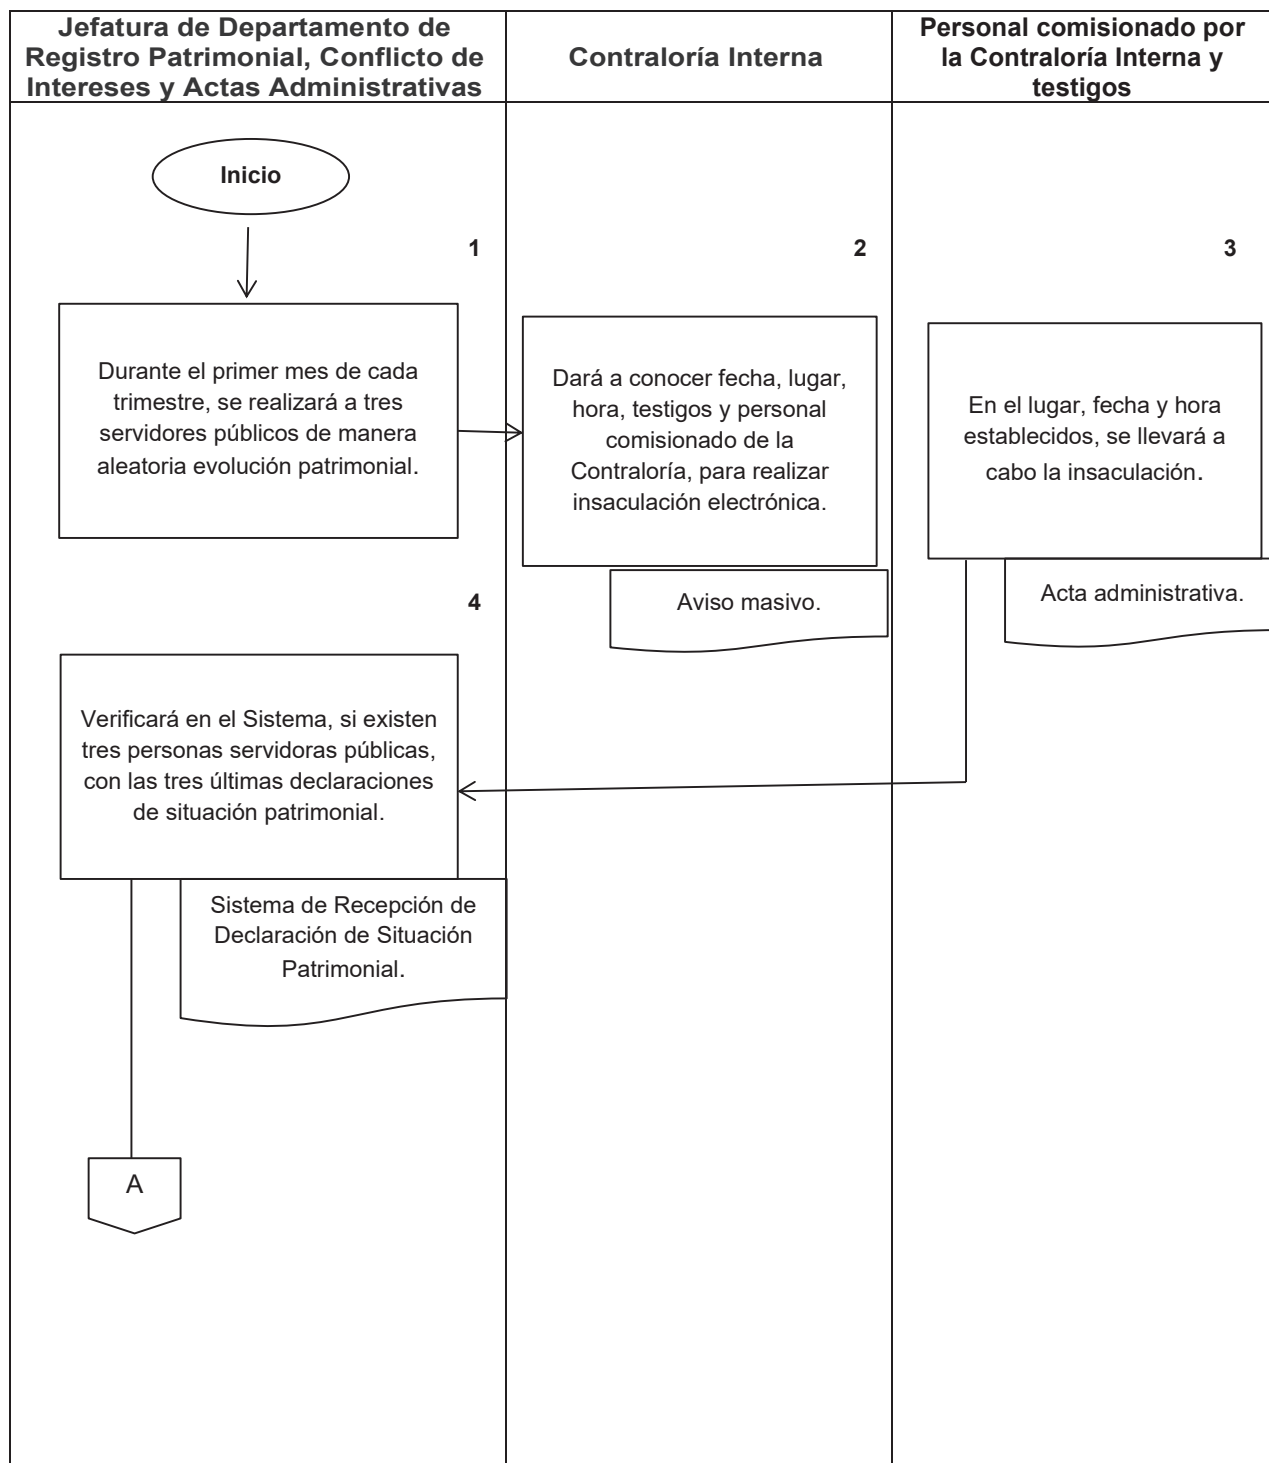 Jefatura de Departamento de
Registro Patrimonial, Conflicto de
Intereses y Actas Administrativas
Contraloría Interna
Personal comisionado por
la Contraloría Interna y
testigos
Inicio
1
Durante el primer mes de cada
trimestre, se realizará a tres
servidores públicos de manera
aleatoria evolución patrimonial.
2
Dará a conocer fecha, lugar,
hora, testigos y personal
comisionado de la
Contraloría, para realizar
insaculación electrónica.
Aviso masivo.
3
En el lugar, fecha y hora
establecidos, se llevará a
cabo la insaculación.
Acta administrativa.
4
Verificará en el Sistema, si existen
tres personas servidoras públicas,
con las tres últimas declaraciones
de situación patrimonial.
Sistema de Recepción de
Declaración de Situación
Patrimonial.
A